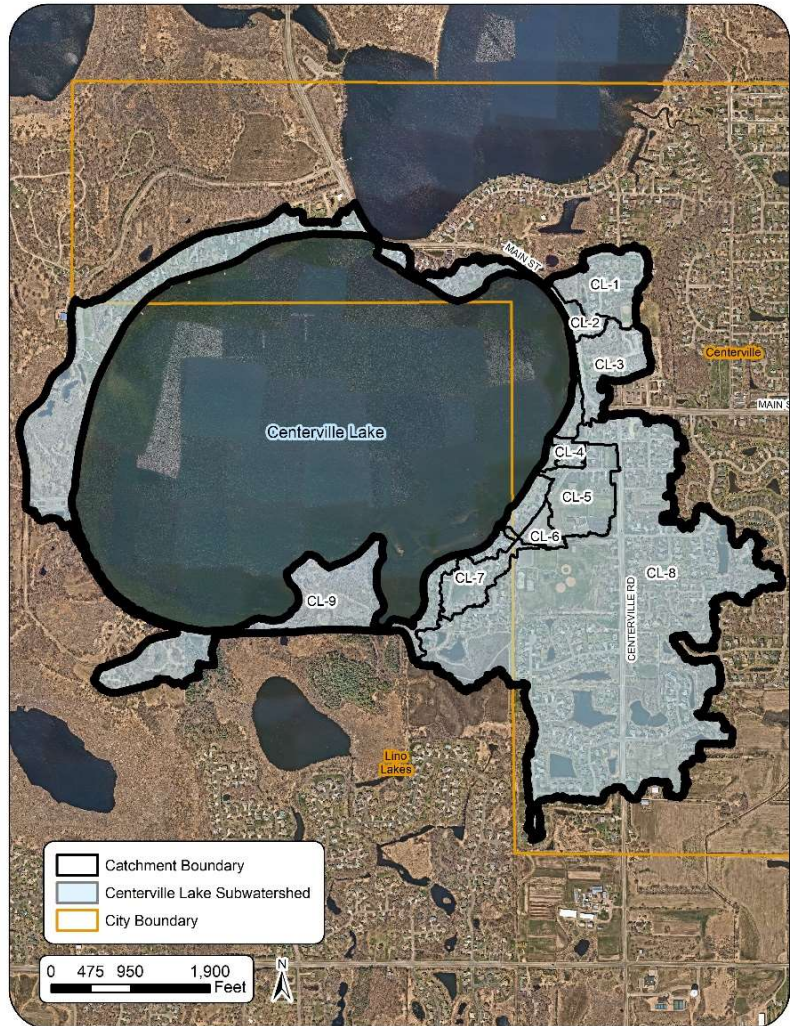 MAIN ST
CL-1
CL-2
CL-3
Centerville
MAIN S
Centerville Lake
CL-4
CL-5
CL-6
CL-7
CL-8
CL-9
CENTERVILLE RD
Lino
Lakes
Catchment Boundary
Centerville Lake Subwatershed
City Boundary
0 475 950 1,900
Feet
N